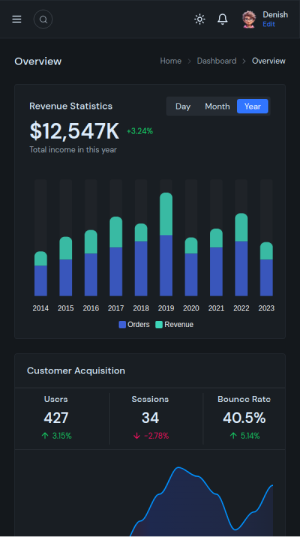 Denish
Edit
Overview
Home > Dashboard > Overview
Revenue Statistics
Day Month Year
$12,547K +3.24%
Total income in this year
2014 2015 2016 2017 2018 2019 2020 2021 2022 2023
Orders Revenue
Customer Acquisition
Users Sessions Bounce Rate
427 34 40.5%
↑ 3.15% ↓ -2.78% ↑ 5.14%